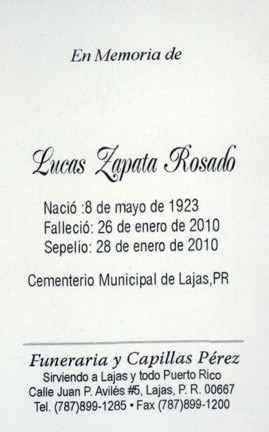 En Memoria de
Lucas Zapata Rosado
Nació :8 de mayo de 1923
Falleció: 26 de enero de 2010
Sepelio: 28 de enero de 2010
Cementerio Municipal de Lajas,PR
Funeraria y Capillas Pérez
Sirviendo a Lajas y todo Puerto Rico
Calle Juan P. Avilés #5, Lajas, P. R. 00667
Tel. (787)899-1285 • Fax (787)899-1200